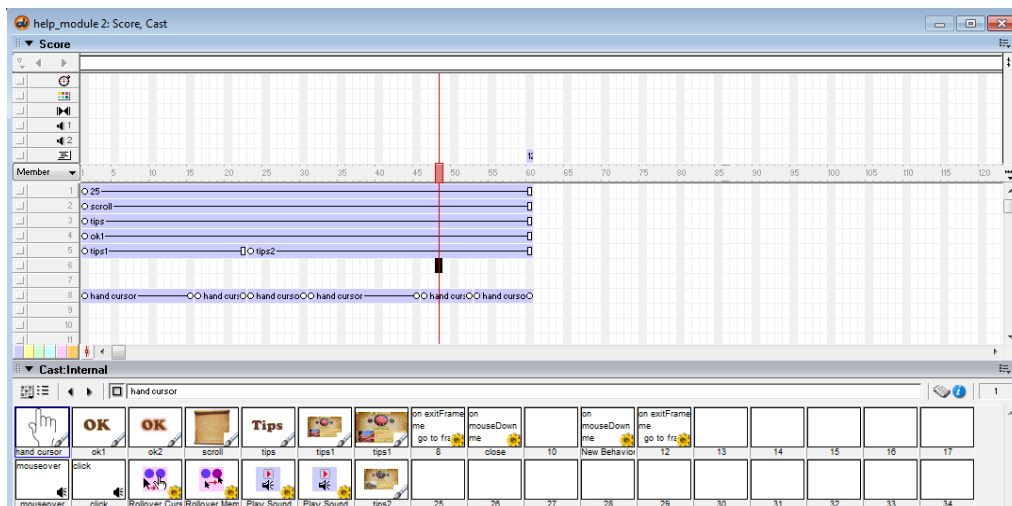 help_module 2: Score, Cast
Score
1
2
12
Member
1 5 10 15 20 25 30 35 40 45 50 55 60 65 70 75 80 85 90 95 100 105 110 115 120
1 25
2 scroll
3 tips
4 ok1
5 tips1 tips2
6
7
8 hand cursor hand curs hand curso hand cursor hand curs hand curso
9
10
11
Cast:Internal
hand cursor 1
OK OK Tips on exitFrame on on on exitFrame
me mouseDown mouseDown me
go to fra me me go to fra
hand cursor ok1 ok2 scroll tips tips1 tips1 8 close 10 New Behavior 12 13 14 15 16 17
mouseover click
mouseover click Rollover Curs Rollover Mem Play Sound Play Sound tips2 25 26 27 28 29 30 31 32 33 34